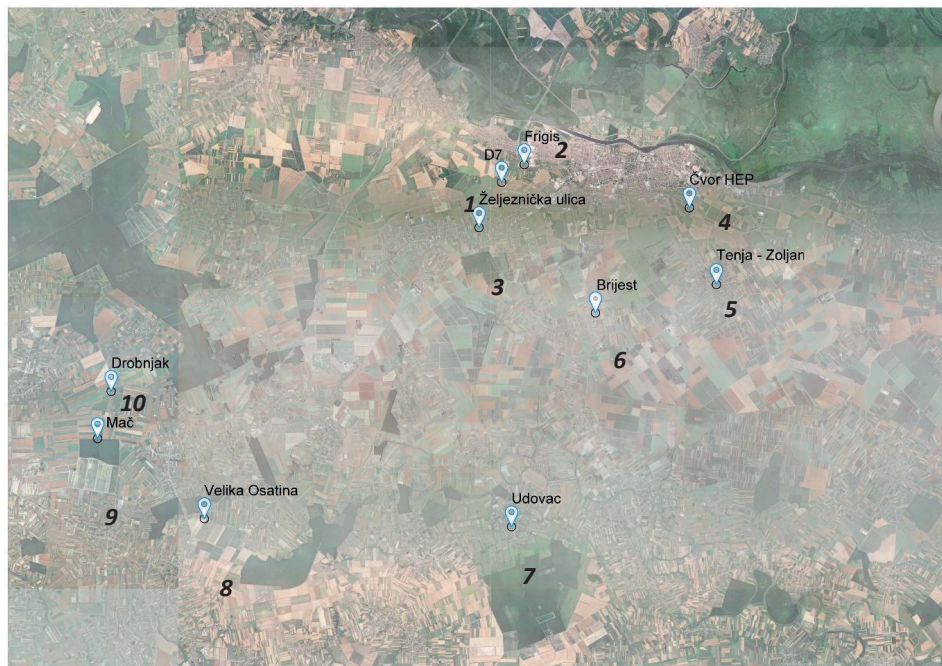 Frigis
2
D7
Čvor HEP
1
Željeznička ulica
4
Tenja - Zoljan
3
Brijest
5
6
Drobnjak
10
Mač
Velika Osatina
Udovac
9
7
8